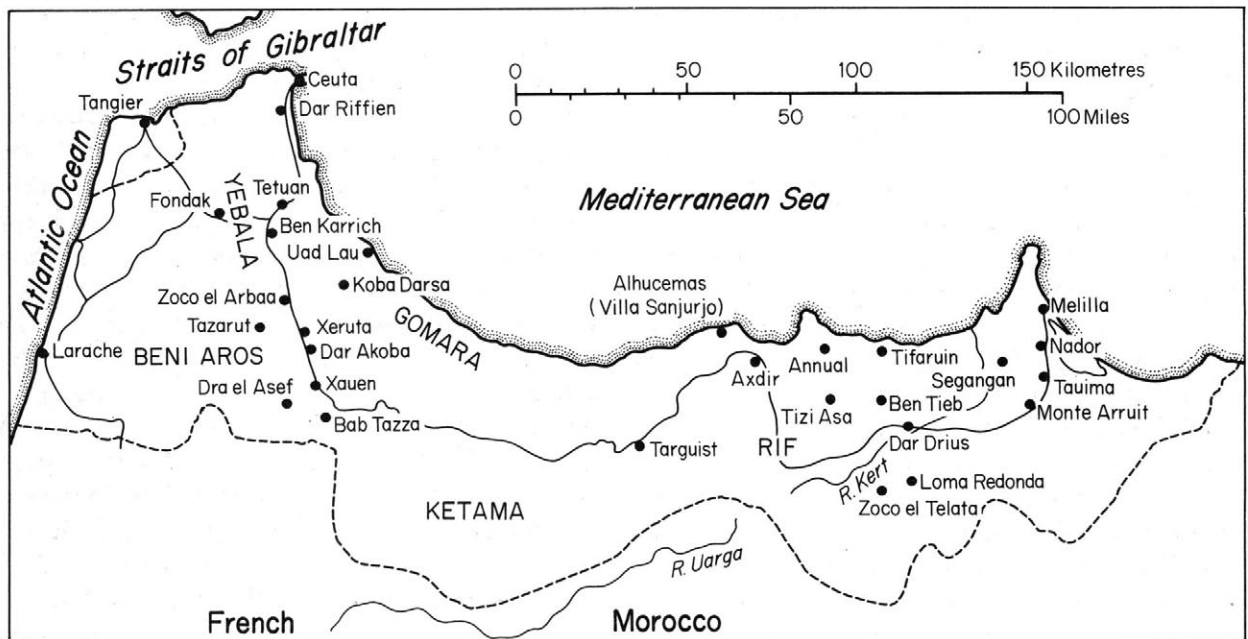 Straits of Gibraltar
Ceuta
0 50 100 150 Kilometres
0 50 100 Miles
Dar Riffien
Tangier
Atlantic Ocean
YEBALA
Tetuan
Fondak
Mediterranean Sea
Ben Karrich
Uad Lau
Koba Darsa
Alhucemas
(Villa Sanjurjo)
Zoco el Arbaa
GOMARA
Melilla
Tazarut
Xeruta
Nador
Larache
BENI AROS
Dar Akoba
Annual
Tifaruin
Axdir
Segangan
Tauima
Dra el Asef
Xauen
Tizi Asa
Ben Tieb
Monte Arruit
Bab Tazza
Targuist
RIF
Dar Drius
R. Kert
Loma Redonda
Zoco el Telata
KETAMA
R. Uarga
French Morocco